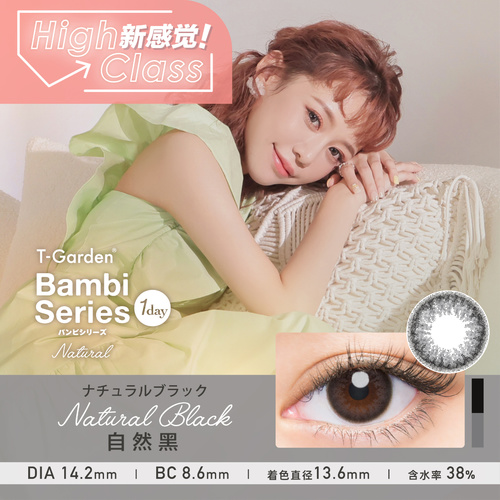 High 新感觉!
Class
T-Garden®
Bambi
Series 1day
バンビシリーズ
Natural
ナチュラルブラック
Natural Black
自然黑
DIA 14.2mm | BC 8.6mm | 着色直径13.6mm | 含水率 38%